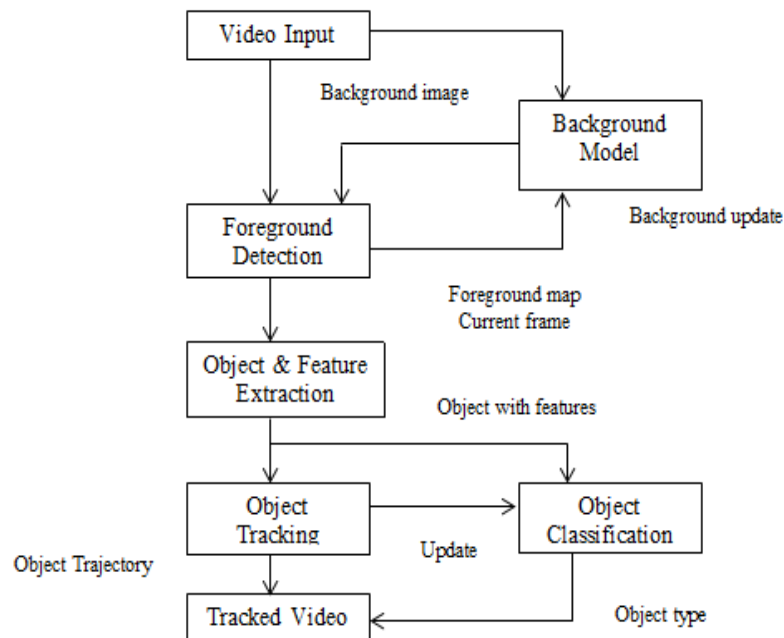 Video Input
Background image
Background
Model
Background update
Foreground
Detection
Foreground map
Current frame
Object & Feature
Extraction
Object with features
Object
Tracking
Object
Classification
Update
Object Trajectory
Tracked Video
Object type